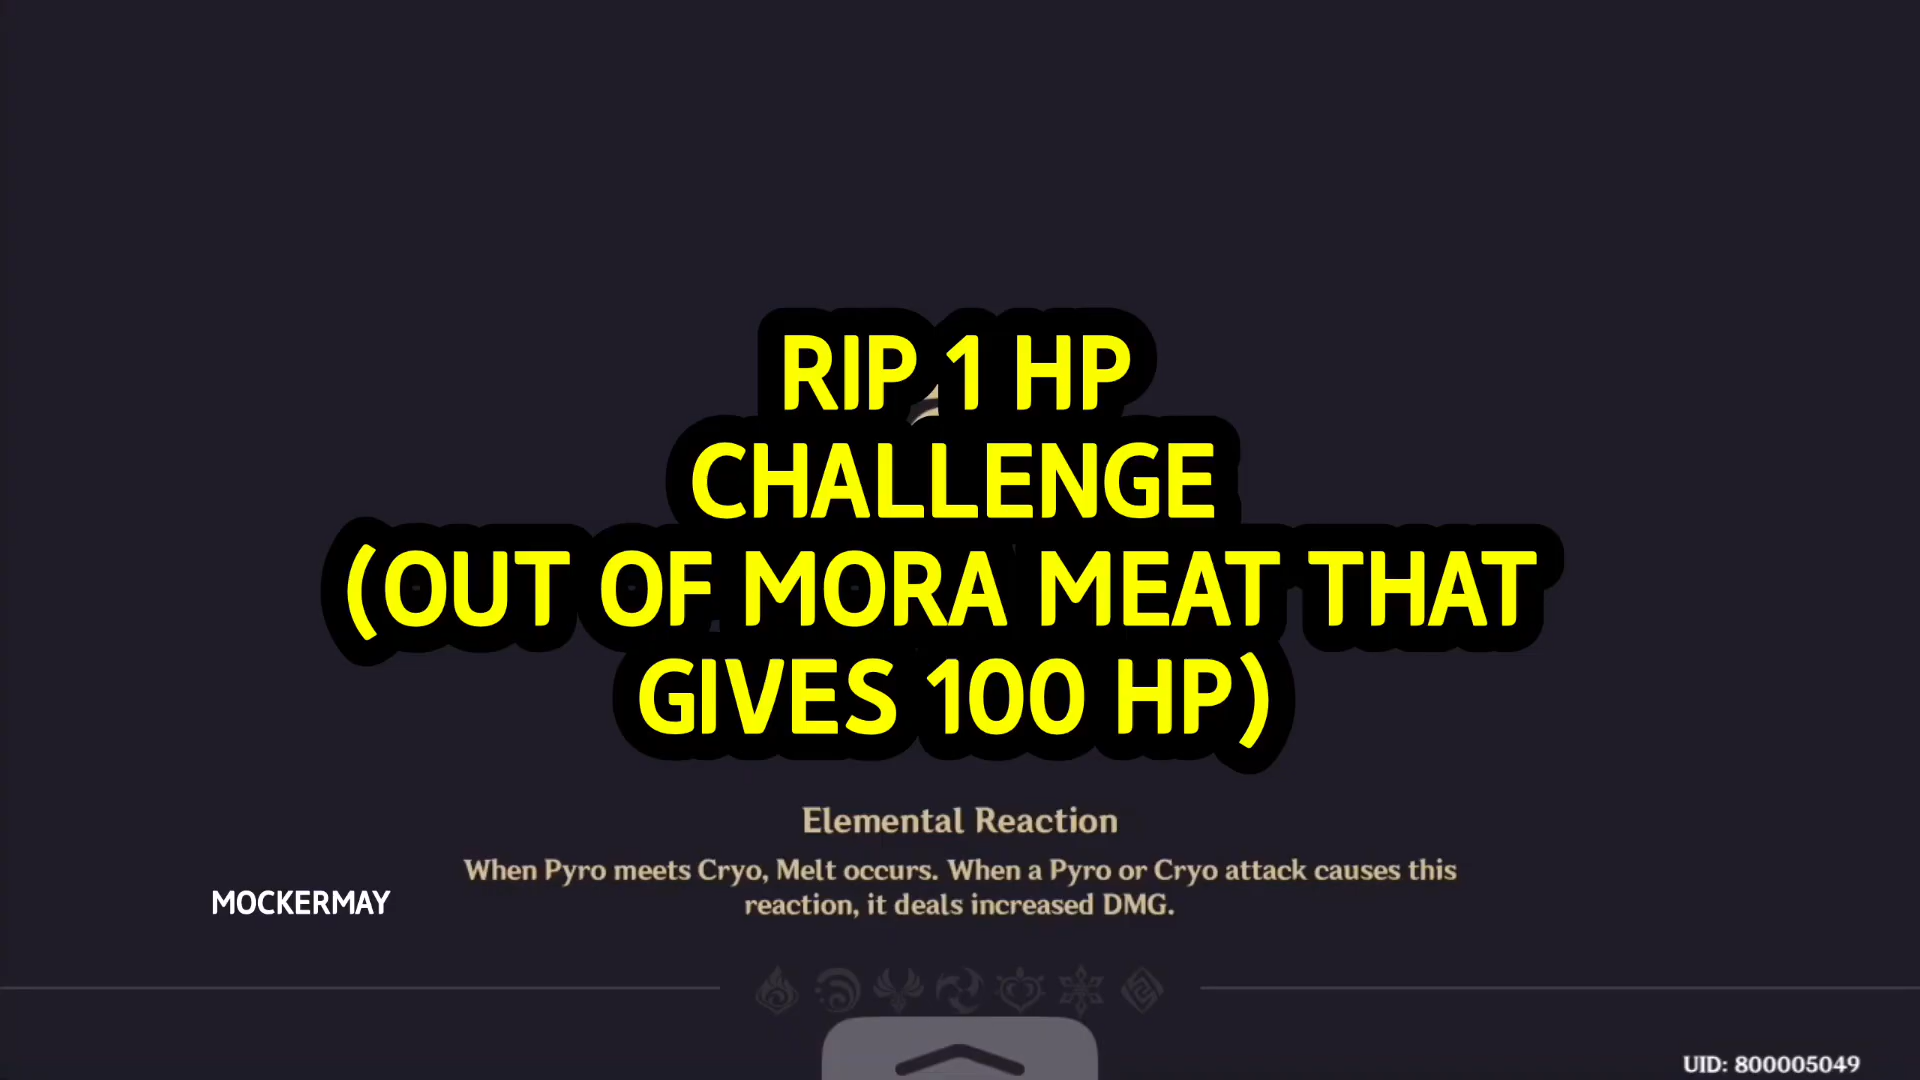 RIP 1 HP
CHALLENGE
(OUT OF MORA MEAT THAT
GIVES 100 HP)
Elemental Reaction
When Pyro meets Cryo, Melt occurs. When a Pyro or Cryo attack causes this
reaction, it deals increased DMG.
MOCKERMAY
UID: 800005049